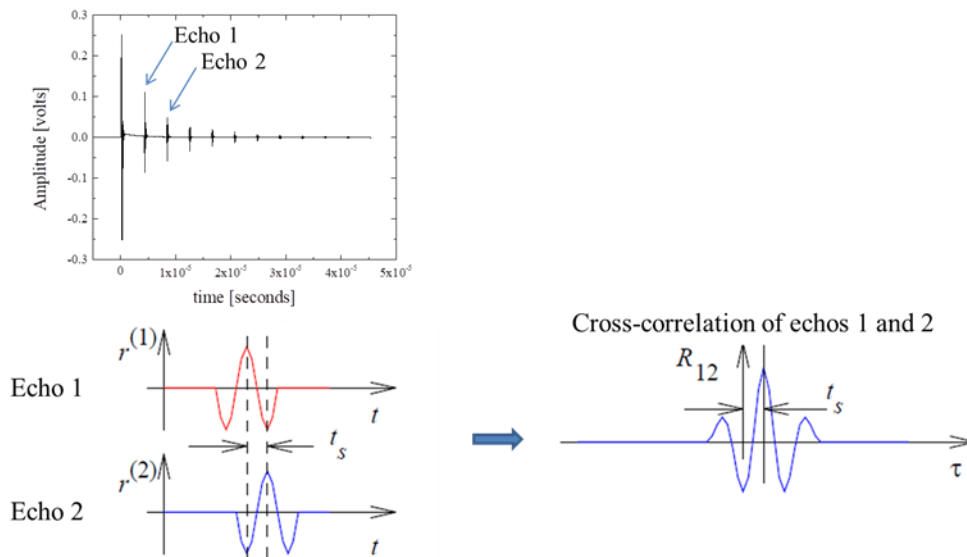 0.3
Echo 1
0.2
Echo 2
0.1
0.0
-0.1
-0.2
-0.3
Amplitude [volts]
0 1x10⁻⁵ 2x10⁻⁵ 3x10⁻⁵ 4x10⁻⁵ 5x10⁻⁵
time [seconds]
r⁽¹⁾
Echo 1
t
tₛ
r⁽²⁾
Echo 2
t
Cross-correlation of echos 1 and 2
R₁₂
tₛ
τ